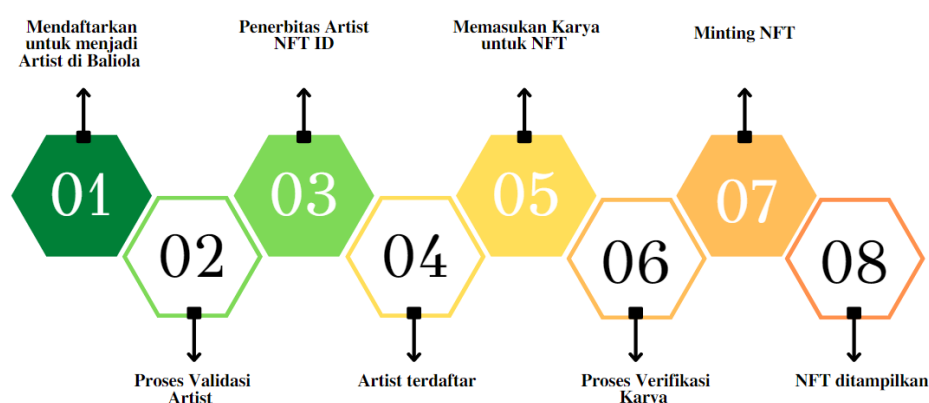 Mendaftarkan
untuk menjadi
Artist di Baliola
Penerbitas Artist
NFT ID
Memasukan Karya
untuk NFT
Minting NFT
01
02
03
04
05
06
07
08
Proses Validasi
Artist
Artist terdaftar
Proses Verifikasi
Karya
NFT ditampilkan